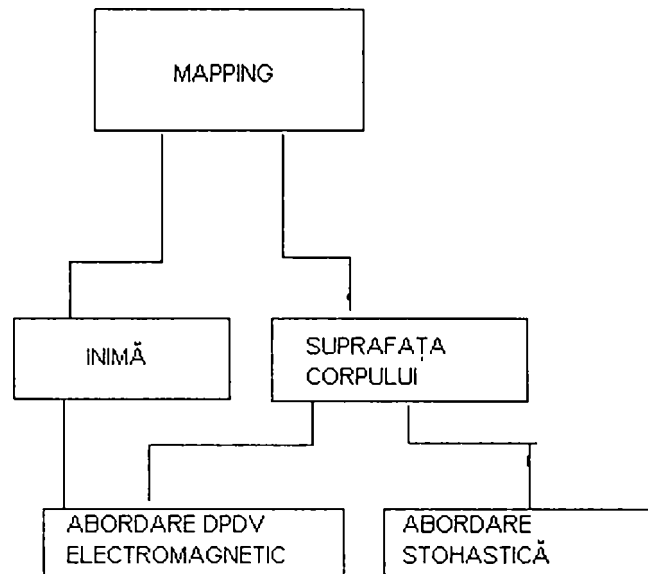 MAPPING
INIMĂ
SUPRAFAȚA
CORPULUI
ABORDARE DPDV
ELECTROMAGNETIC
ABORDARE
STOHASTICĂ